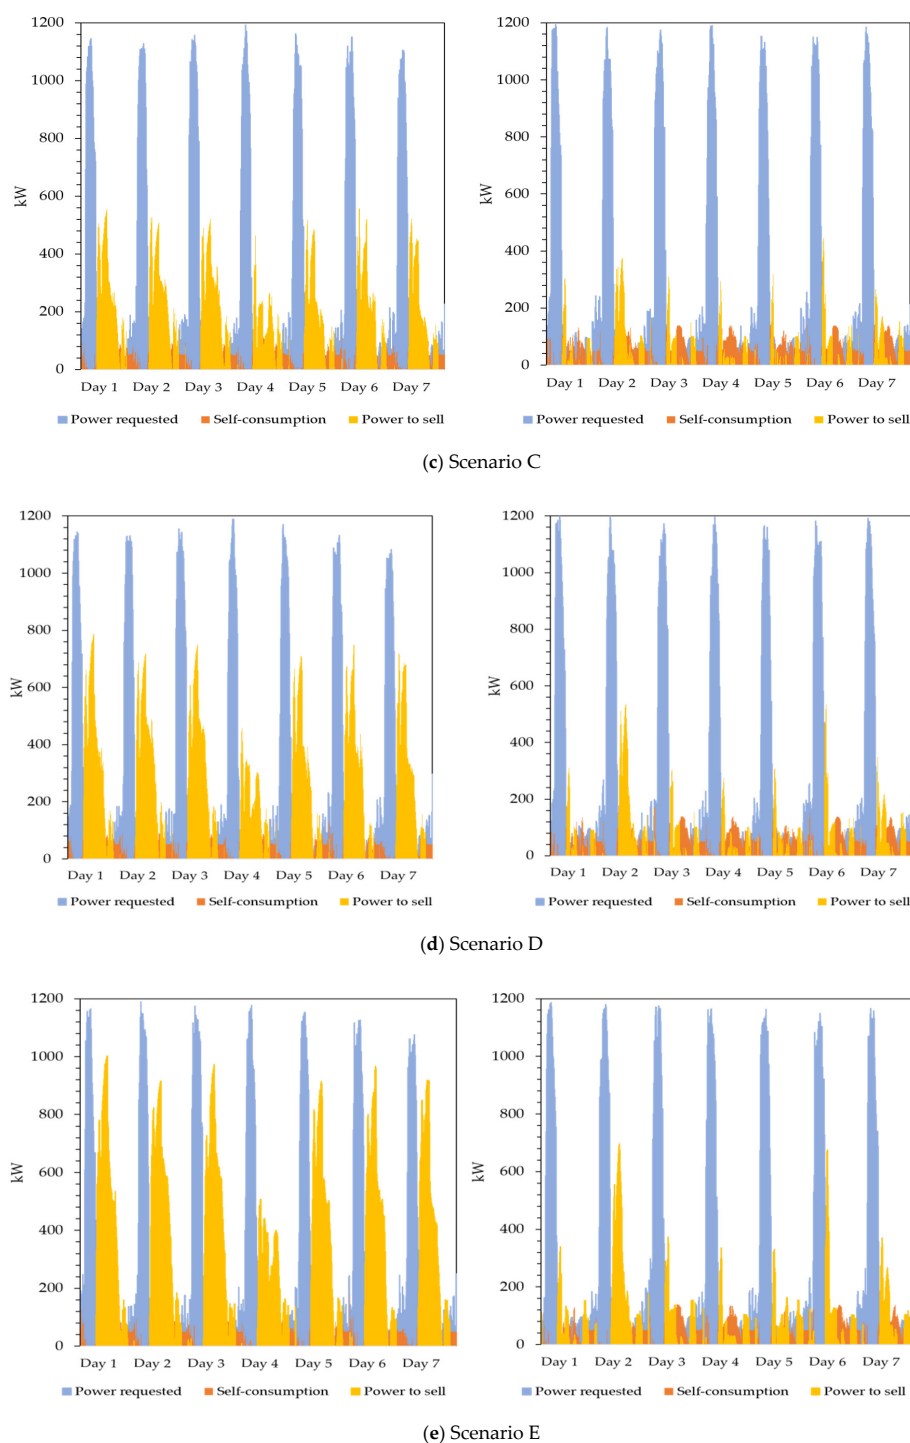 1200
1000
800
600
400
200
0
kW
Day 1 Day 2 Day 3 Day 4 Day 5 Day 6 Day 7
Power requested Self-consumption Power to sell
1200
1000
800
600
400
200
0
kW
Day 1 Day 2 Day 3 Day 4 Day 5 Day 6 Day 7
Power requested Self-consumption Power to sell
(c) Scenario C
1200
1000
800
600
400
200
0
kW
Day 1 Day 2 Day 3 Day 4 Day 5 Day 6 Day 7
Power requested Self-consumption Power to sell
1200
1000
800
600
400
200
0
kW
Day 1 Day 2 Day 3 Day 4 Day 5 Day 6 Day 7
Power requested Self-consumption Power to sell
(d) Scenario D
1200
1000
800
600
400
200
0
kW
Day 1 Day 2 Day 3 Day 4 Day 5 Day 6 Day 7
Power requested Self-consumption Power to sell
1200
1000
800
600
400
200
0
kW
Day 1 Day 2 Day 3 Day 4 Day 5 Day 6 Day 7
Power requested Self-consumption Power to sell
(e) Scenario E